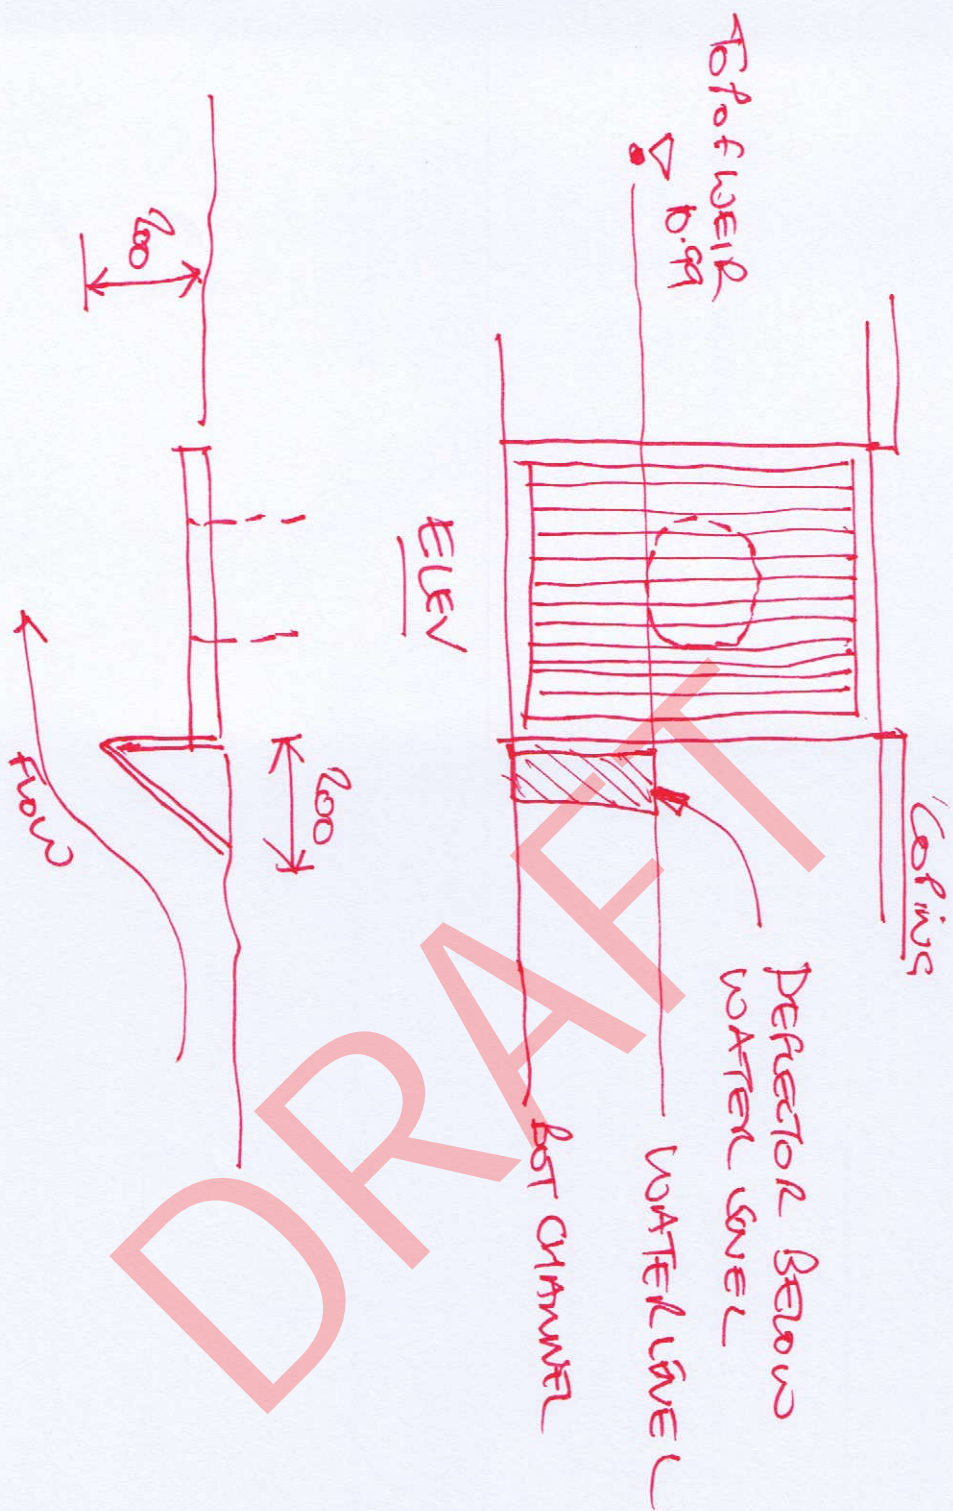 Top of WEIR
10.99
Coping
DEFLECTOR BELOW
WATER LEVEL
WATER LEVEL
BOT CHANNEL
ELEV
200
200
FLOW
DRAFT